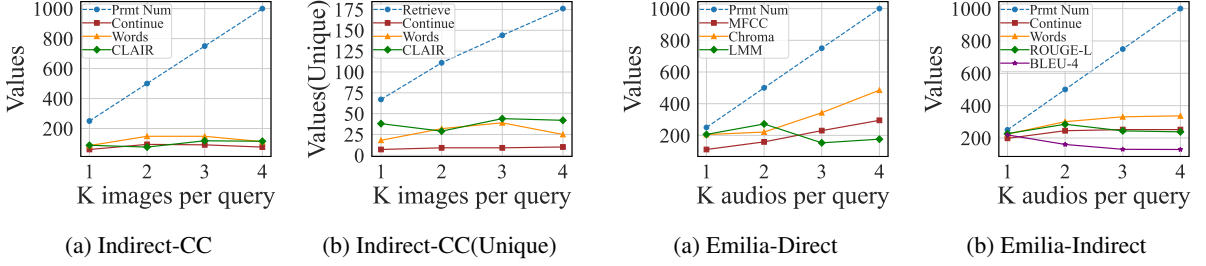 Values
1000
800
600
400
200
Prmt Num
Continue
Words
CLAIR
1 2 3 4
K images per query
(a) Indirect-CC
Values(Unique)
175
150
125
100
75
50
25
0
Retrieve
Continue
Words
CLAIR
1 2 3 4
K images per query
(b) Indirect-CC(Unique)
Values
1000
800
600
400
200
Prmt Num
MFCC
Chroma
LMM
1 2 3 4
K audios per query
(a) Emilia-Direct
Values
1000
800
600
400
200
Prmt Num
Continue
Words
ROUGE-L
BLEU-4
1 2 3 4
K audios per query
(b) Emilia-Indirect